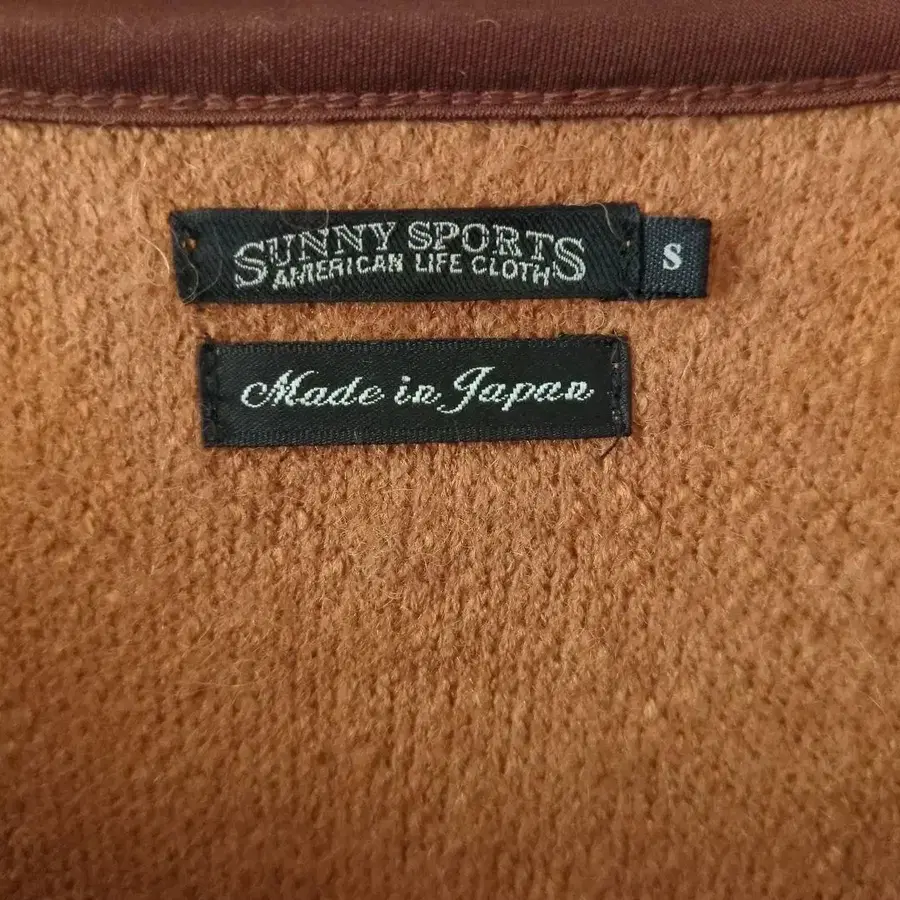 SUNNY SPORTS
AMERICAN LIFE CLOTH
S
Made in Japan